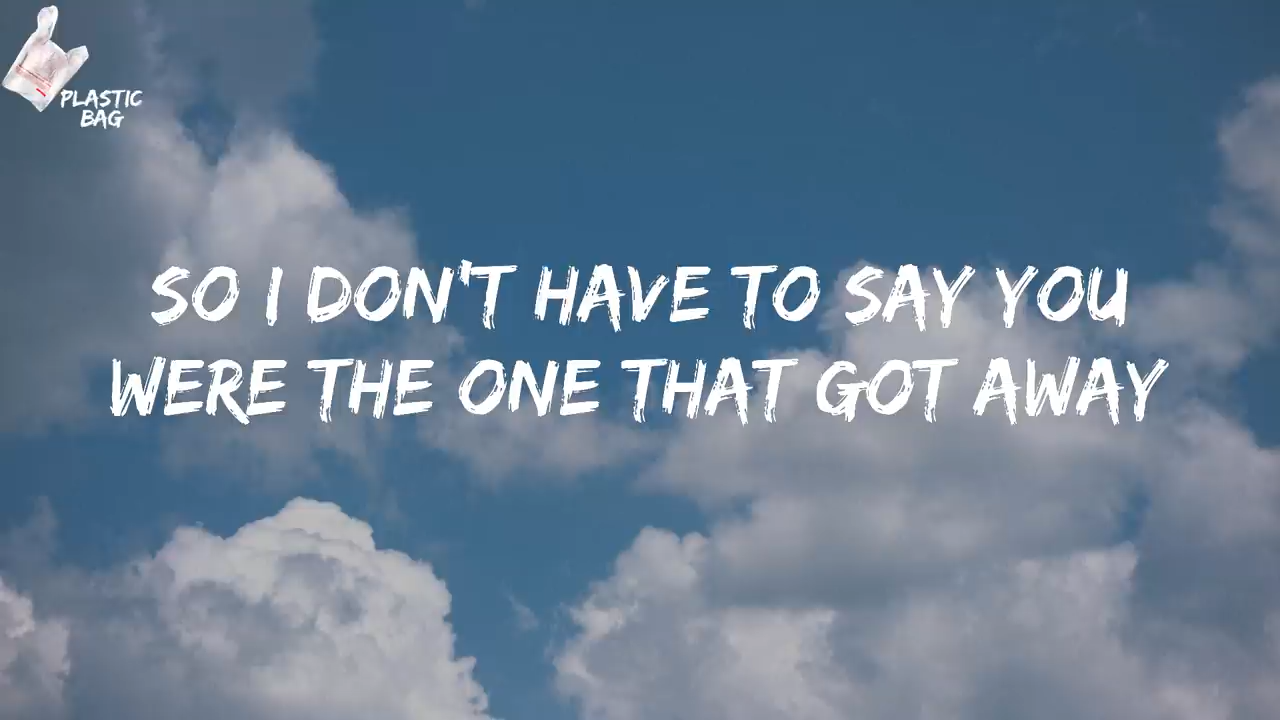 PLASTIC
BAG
SO I DON'T HAVE TO SAY YOU
WERE THE ONE THAT GOT AWAY